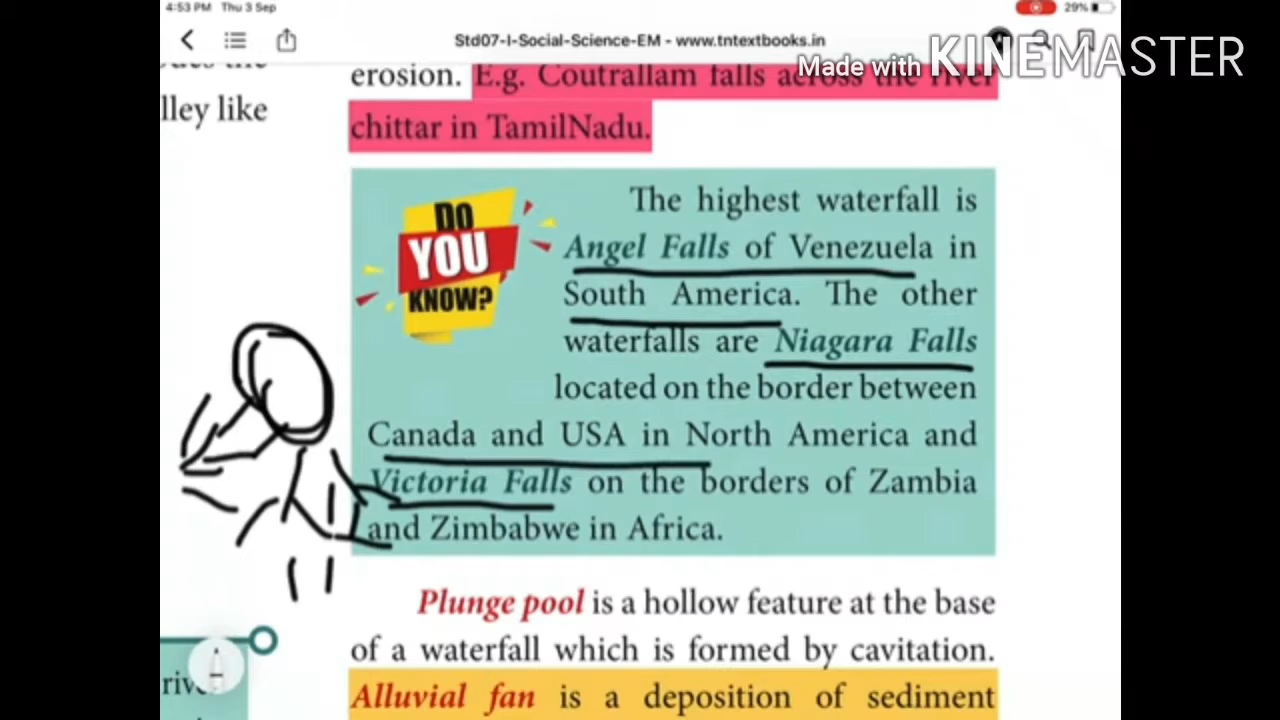 4:53 PM Thu 3 Sep
29%
Std07-I-Social-Science-EM - www.tntextbooks.in
Made with KINEMASTER
lley like
erosion. E.g. Coutrallam falls across the river
chittar in TamilNadu.
DO
YOU
KNOW?
The highest waterfall is
Angel Falls of Venezuela in
South America. The other
waterfalls are Niagara Falls
located on the border between
Canada and USA in North America and
Victoria Falls on the borders of Zambia
and Zimbabwe in Africa.
Plunge pool is a hollow feature at the base
of a waterfall which is formed by cavitation.
Alluvial fan is a deposition of sediment